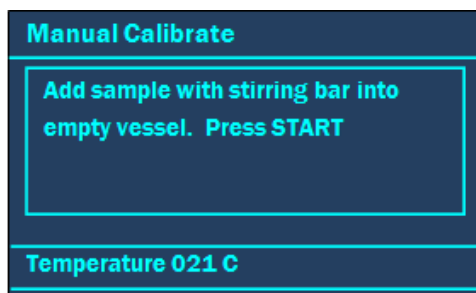 Manual Calibrate
Add sample with stirring bar into
empty vessel.  Press START
Temperature 021 C